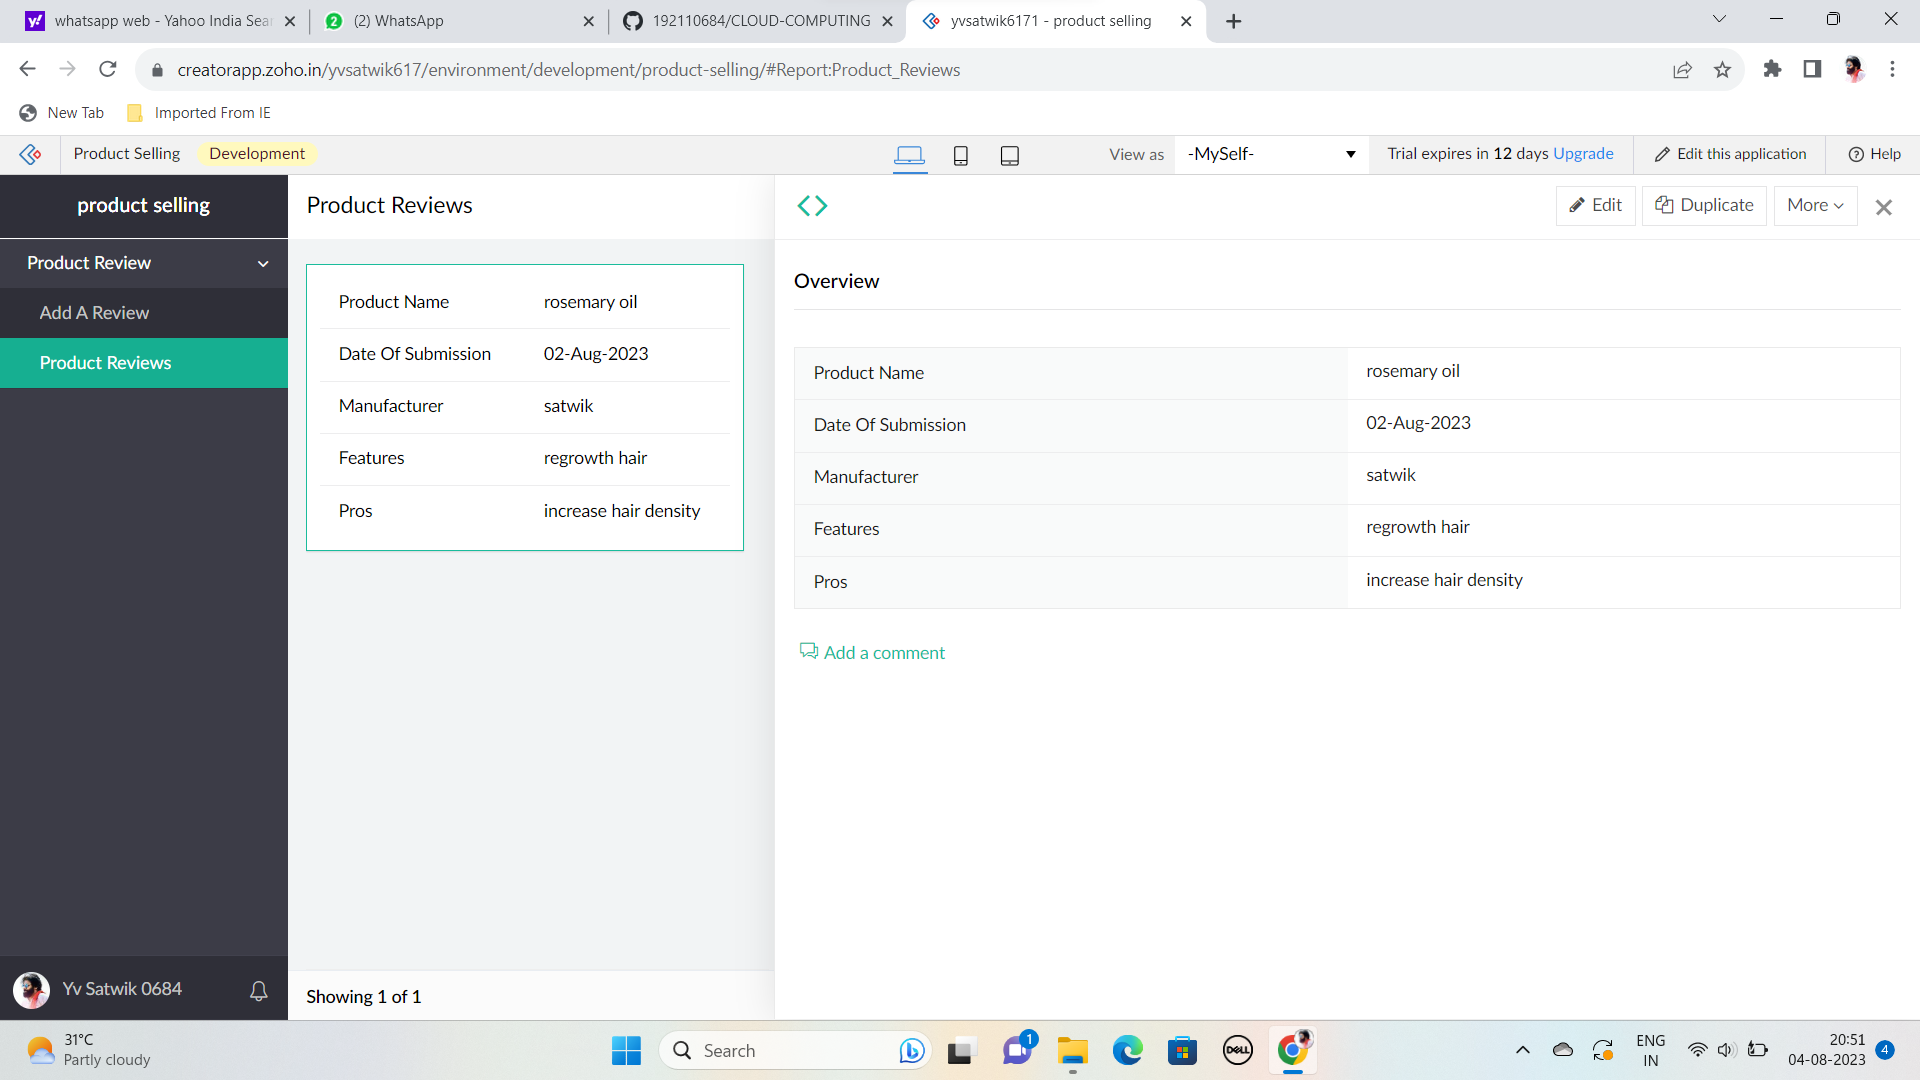 whatsapp web - Yahoo India Sear
(2) WhatsApp
192110684/CLOUD-COMPUTING
yvsatwik6171 - product selling
creatorapp.zoho.in/yvsatwik617/environment/development/product-selling/#Report:Product_Reviews
New Tab
Imported From IE
Product Selling
Development
View as
-MySelf-
Trial expires in 12 days Upgrade
Edit this application
Help
product selling
Product Reviews
Edit
Duplicate
More
Product Review
Add A Review
Product Reviews
Product Name rosemary oil
Date Of Submission 02-Aug-2023
Manufacturer satwik
Features regrowth hair
Pros increase hair density
Overview
Product Name rosemary oil
Date Of Submission 02-Aug-2023
Manufacturer satwik
Features regrowth hair
Pros increase hair density
Add a comment
Yv Satwik 0684
Showing 1 of 1
31°C
Partly cloudy
Search
1
DELL
ENG
IN
20:51
04-08-2023
4